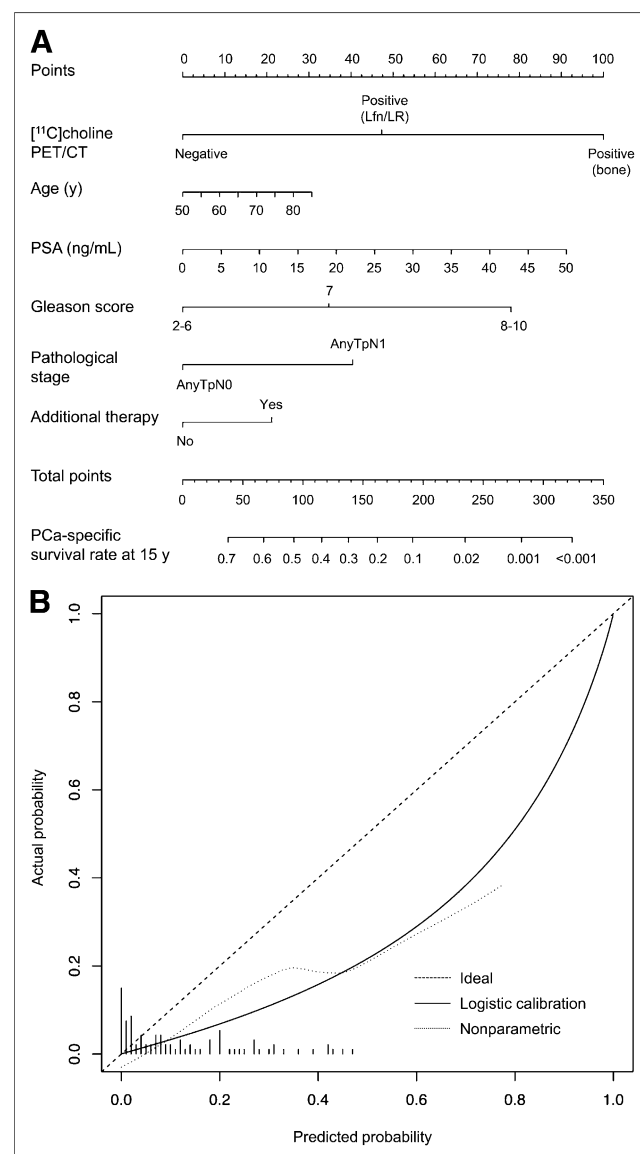 A
Points
0 10 20 30 40 50 60 70 80 90 100
Positive
(Lfn/LR)
[¹¹C]choline
PET/CT
Negative
Positive
(bone)
Age (y)
50 60 70 80
PSA (ng/mL)
0 5 10 15 20 25 30 35 40 45 50
7
Gleason score
2-6
8-10
AnyTpN1
Pathological
stage
AnyTpN0
Yes
Additional therapy
No
Total points
0 50 100 150 200 250 300 350
PCa-specific
survival rate at 15 y
0.7 0.6 0.5 0.4 0.3 0.2 0.1 0.02 0.001 <0.001
B
Actual probability
1.0
0.8
0.6
0.4
0.2
0.0
Ideal
Logistic calibration
Nonparametric
0.0 0.2 0.4 0.6 0.8 1.0
Predicted probability